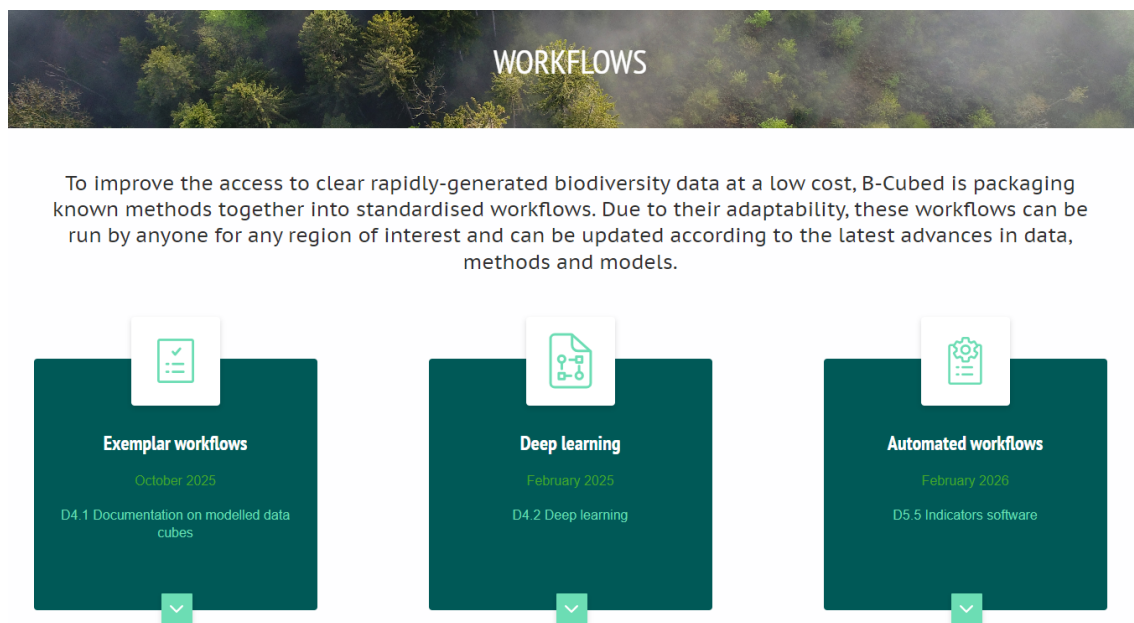 WORKFLOWS
To improve the access to clear rapidly-generated biodiversity data at a low cost, B-Cubed is packaging
known methods together into standardised workflows. Due to their adaptability, these workflows can be
run by anyone for any region of interest and can be updated according to the latest advances in data,
methods and models.
Exemplar workflows
October 2025
D4.1 Documentation on modelled data
cubes
Deep learning
February 2025
D4.2 Deep learning
Automated workflows
February 2026
D5.5 Indicators software